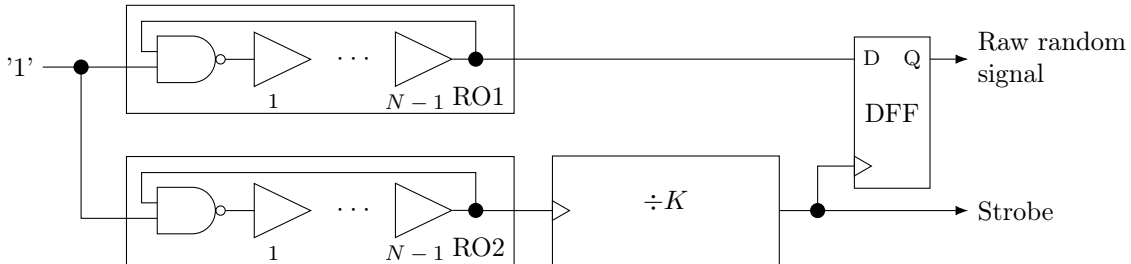 '1'
1
· · ·
N − 1
RO1
D
Q
DFF
Raw random
signal
1
· · ·
N − 1
RO2
÷K
Strobe